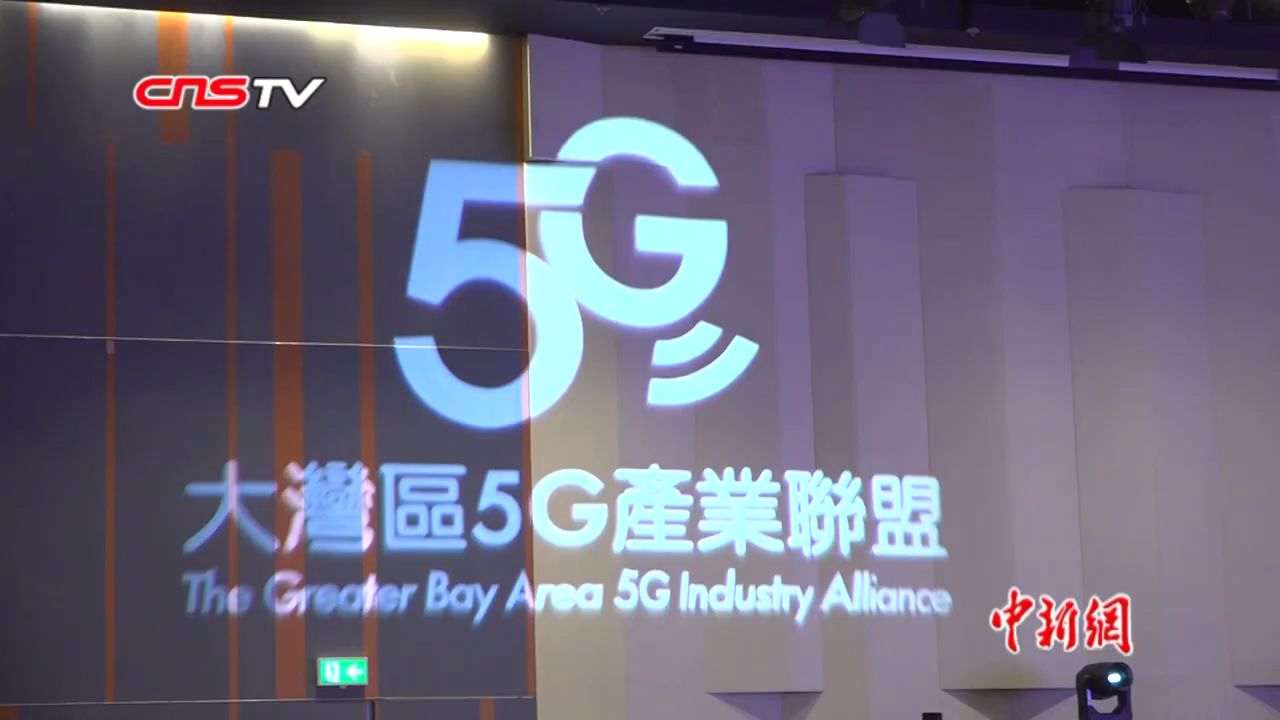 CNSTV
5G
大灣區5G產業聯盟
The Greater Bay Area 5G Industry Alliance
中新網